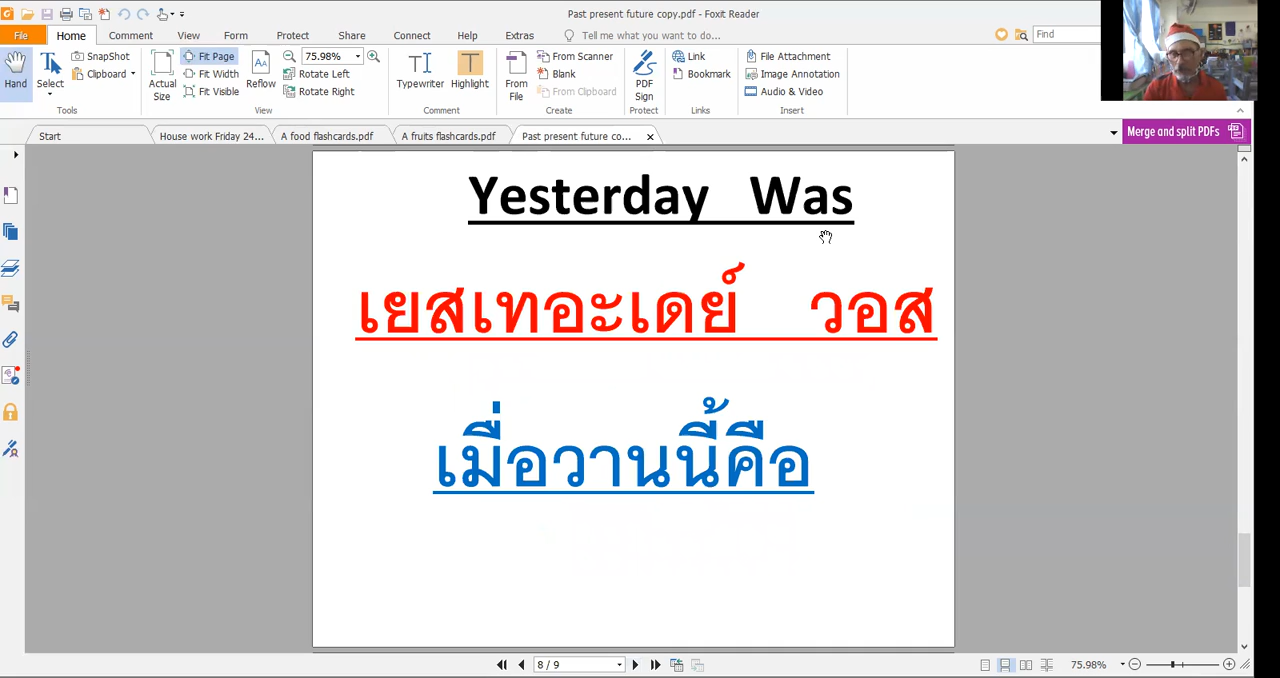 Past present future copy.pdf - Foxit Reader
File Home Comment View Form Protect Share Connect Help Extras Tell me what you want to do... Find
Hand
Select
SnapShot
Clipboard
Tools
Actual Size
Fit Page
Fit Width
Fit Visible
Reflow
75.98%
Rotate Left
Rotate Right
View
Typewriter
Highlight
Comment
From File
From Scanner
Blank
From Clipboard
Create
PDF Sign
Protect
Link
Bookmark
Links
File Attachment
Image Annotation
Audio & Video
Insert
Start House work Friday 24... A food flashcards.pdf A fruits flashcards.pdf Past present future co... Merge and split PDFs
Yesterday Was
เยสเทอะเดย์ วอส
เมื่อวานนี้คือ
8 / 9 75.98%